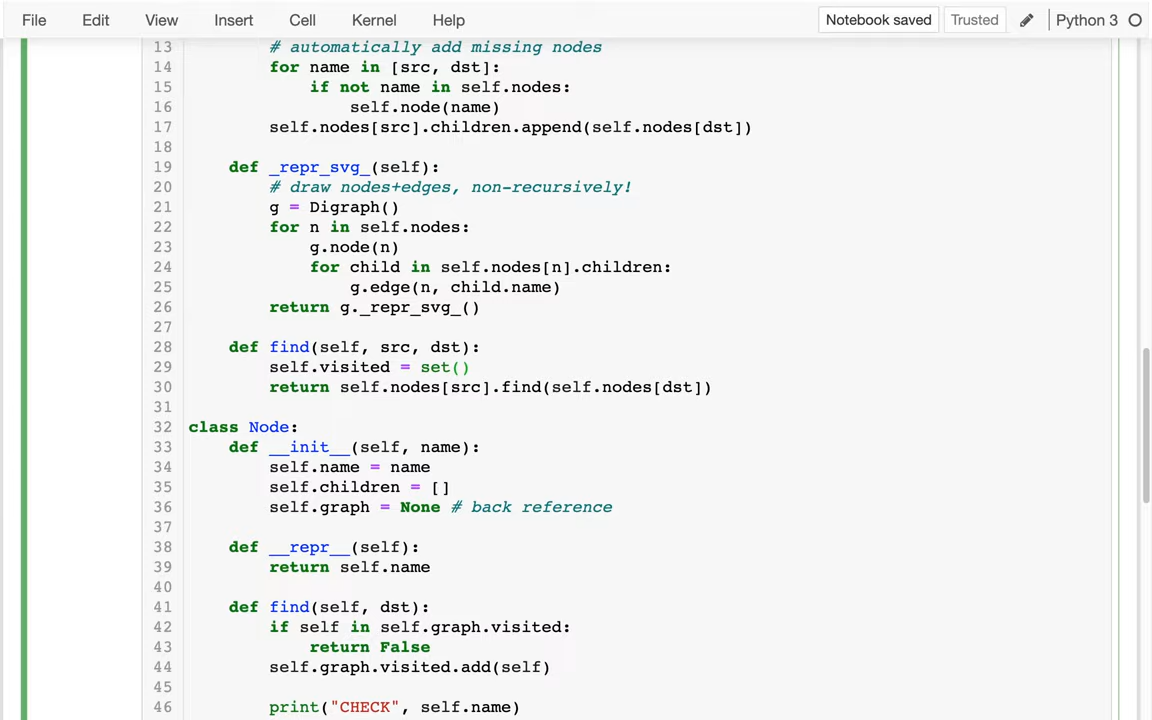 File Edit View Insert Cell Kernel Help Notebook saved Trusted Python 3
13 # automatically add missing nodes
14 for name in [src, dst]:
15 if not name in self.nodes:
16 self.node(name)
17 self.nodes[src].children.append(self.nodes[dst])
18
19 def _repr_svg_(self):
20 # draw nodes+edges, non-recursively!
21 g = Digraph()
22 for n in self.nodes:
23 g.node(n)
24 for child in self.nodes[n].children:
25 g.edge(n, child.name)
26 return g._repr_svg_()
27
28 def find(self, src, dst):
29 self.visited = set()
30 return self.nodes[src].find(self.nodes[dst])
31
32 class Node:
33 def __init__(self, name):
34 self.name = name
35 self.children = []
36 self.graph = None # back reference
37
38 def __repr__(self):
39 return self.name
40
41 def find(self, dst):
42 if self in self.graph.visited:
43 return False
44 self.graph.visited.add(self)
45
46 print("CHECK", self.name)